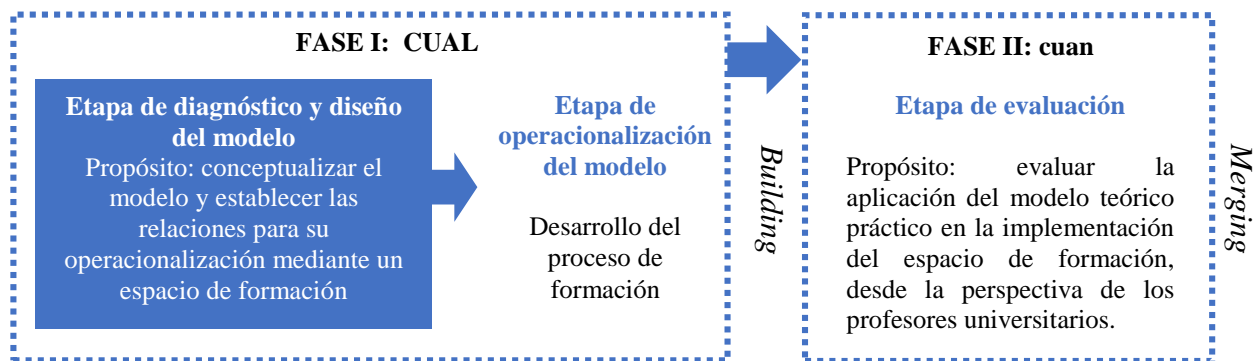 FASE I: CUAL
Etapa de diagnóstico y diseño
del modelo
Propósito: conceptualizar el
modelo y establecer las
relaciones para su
operacionalización mediante un
espacio de formación
Etapa de
operacionalización
del modelo
Desarrollo del
proceso de
formación
Building
FASE II: cuan
Etapa de evaluación
Propósito: evaluar la
aplicación del modelo teórico
práctico en la implementación
del espacio de formación,
desde la perspectiva de los
profesores universitarios.
Merging